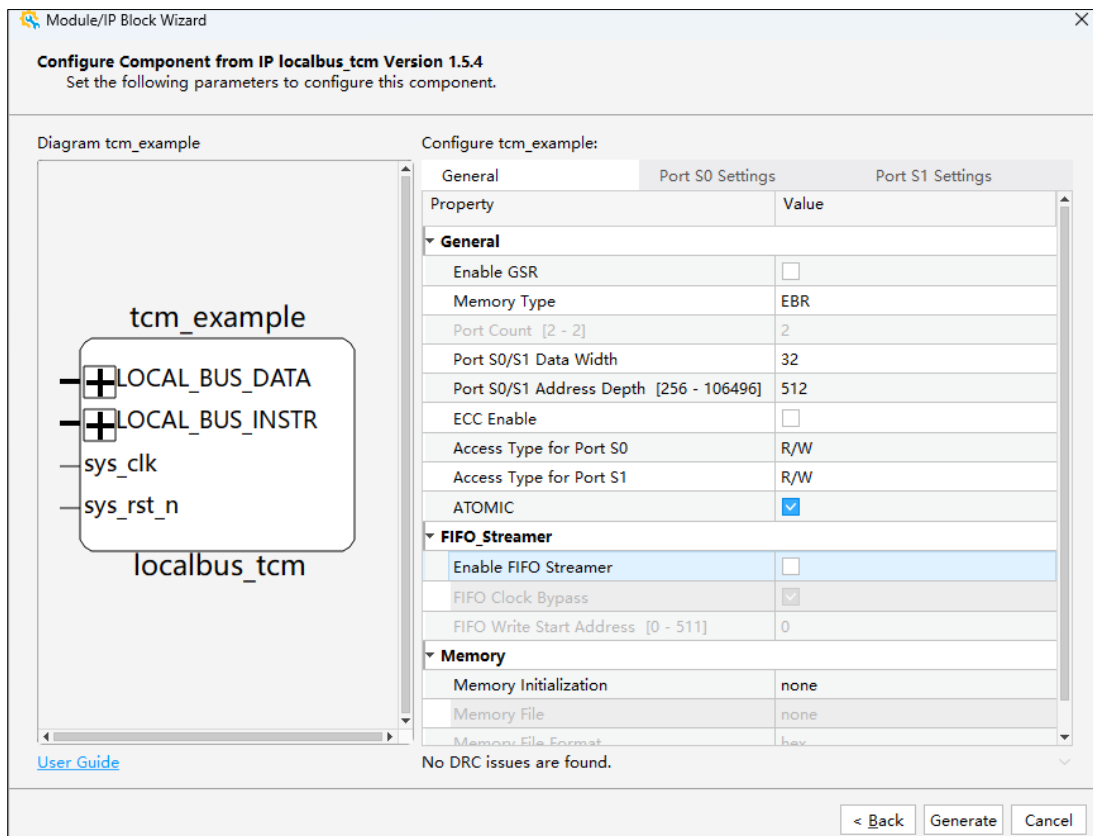 Module/IP Block Wizard
Configure Component from IP localbus_tcm Version 1.5.4
Set the following parameters to configure this component.
Diagram tcm_example
tcm_example
LOCAL_BUS_DATA
LOCAL_BUS_INSTR
sys_clk
sys_rst_n
localbus_tcm
User Guide
Configure tcm_example:
General Port S0 Settings Port S1 Settings
Property Value
General
Enable GSR
Memory Type EBR
Port Count [2 - 2] 2
Port S0/S1 Data Width 32
Port S0/S1 Address Depth [256 - 106496] 512
ECC Enable
Access Type for Port S0 R/W
Access Type for Port S1 R/W
ATOMIC
FIFO_Streamer
Enable FIFO Streamer
FIFO Clock Bypass
FIFO Write Start Address [0 - 511] 0
Memory
Memory Initialization none
Memory File none
Memory File Format hex
No DRC issues are found.
< Back Generate Cancel